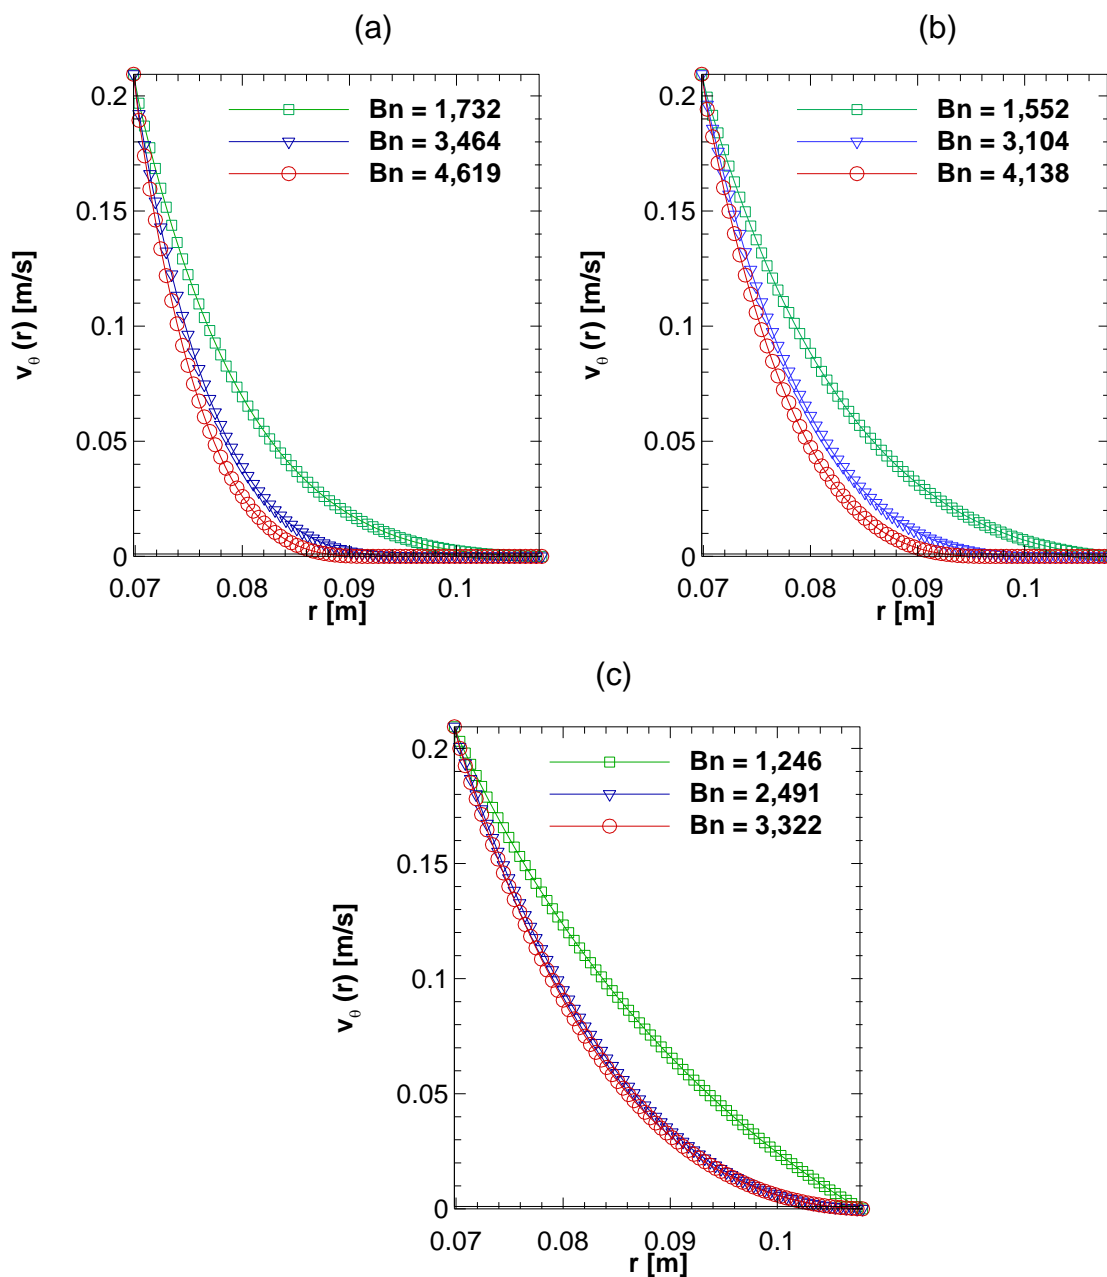 (a)
0.2
0.15
0.1
0.05
0
v_θ (r) [m/s]
Bn = 1,732
Bn = 3,464
Bn = 4,619
0.07
0.08
0.09
0.1
r [m]
(b)
0.2
0.15
0.1
0.05
0
v_θ (r) [m/s]
Bn = 1,552
Bn = 3,104
Bn = 4,138
0.07
0.08
0.09
0.1
r [m]
(c)
0.2
0.15
0.1
0.05
0
v_θ (r) [m/s]
Bn = 1,246
Bn = 2,491
Bn = 3,322
0.07
0.08
0.09
0.1
r [m]